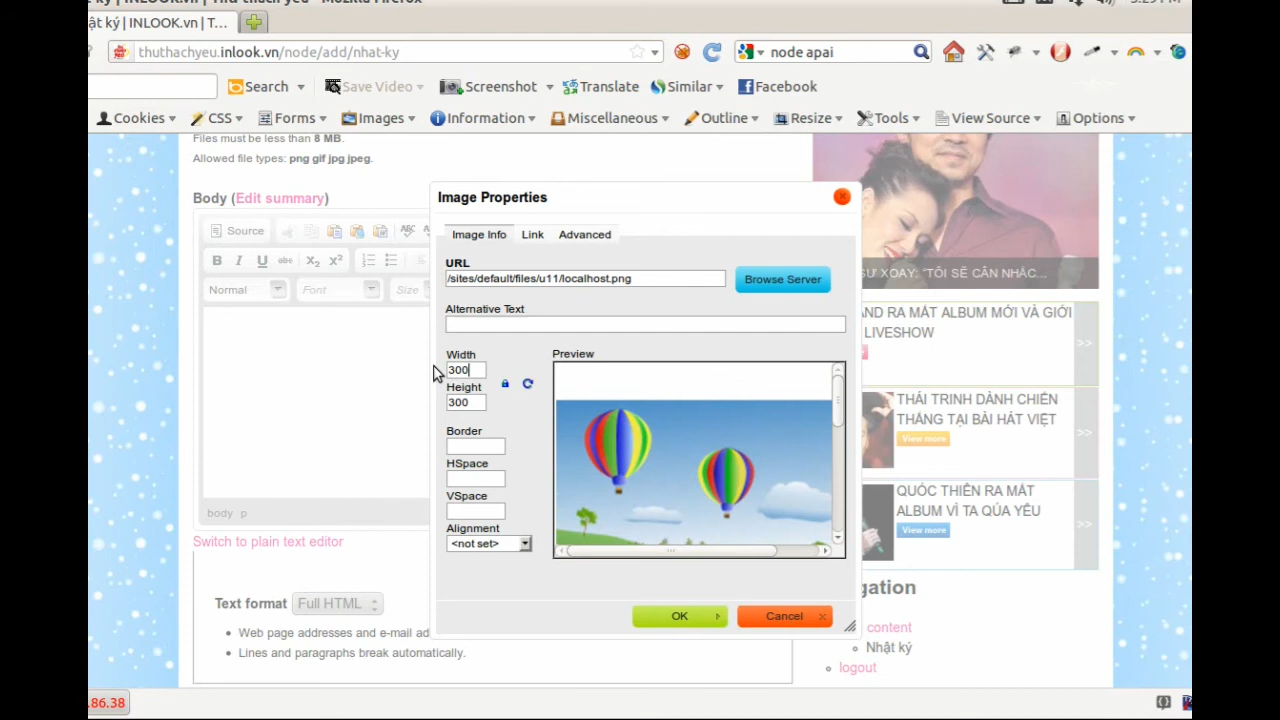 ật ký | INLOOK.vn | T...
thuthachyeu.inlook.vn/node/add/nhat-ky
node apai
Search Save Video Screenshot Translate Similar Facebook
Cookies CSS Forms Images Information Miscellaneous Outline Resize Tools View Source Options
Files must be less than 8 MB.
Allowed file types: png gif jpg jpeg.
Body (Edit summary)
Source
ABC
B I U abc X2 X2
Normal Font Size
body p
Switch to plain text editor
Text format Full HTML
Web page addresses and e-mail ad
Lines and paragraphs break automatically.
Image Properties
Image Info Link Advanced
URL
/sites/default/files/u11/localhost.png
Browse Server
Alternative Text
Width
300
Height
300
Border
HSpace
VSpace
Alignment
<not set>
Preview
OK
Cancel
SƯ XOAY: "TÔI SẼ CÂN NHẮC...
AND RA MẮT ALBUM MỚI VÀ GIỚI
LIVESHOW
>>
THÁI TRINH DÀNH CHIẾN
THẮNG TẠI BÀI HÁT VIỆT
View more
>>
QUỐC THIÊN RA MẮT
ALBUM VÌ TA QÚA YÊU
View more
>>
gation
content
Nhật ký
logout
.86.38